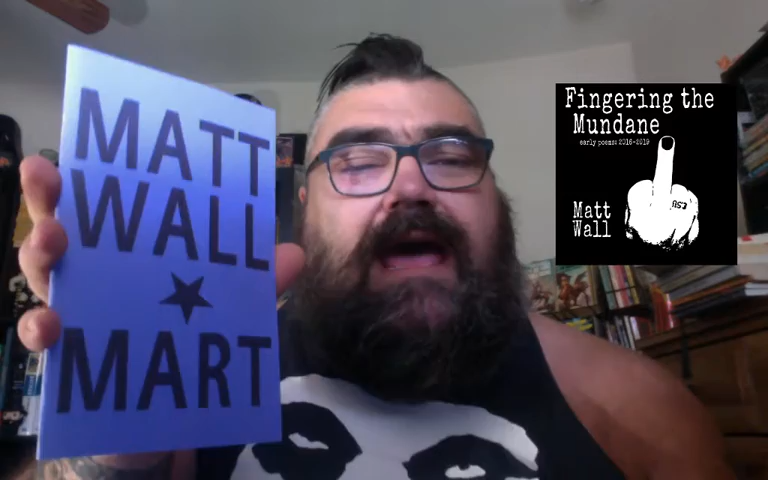 MATT
WALL
★
MART
Fingering the
Mundane
early poems: 2016-2019
Matt
Wall